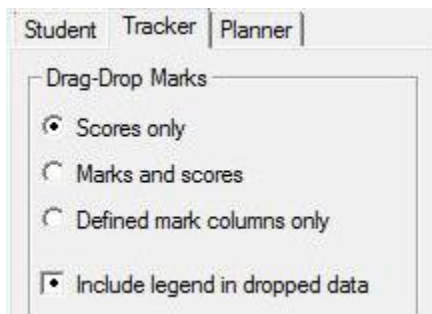 Student Tracker Planner
Drag-Drop Marks
Scores only
Marks and scores
Defined mark columns only
Include legend in dropped data